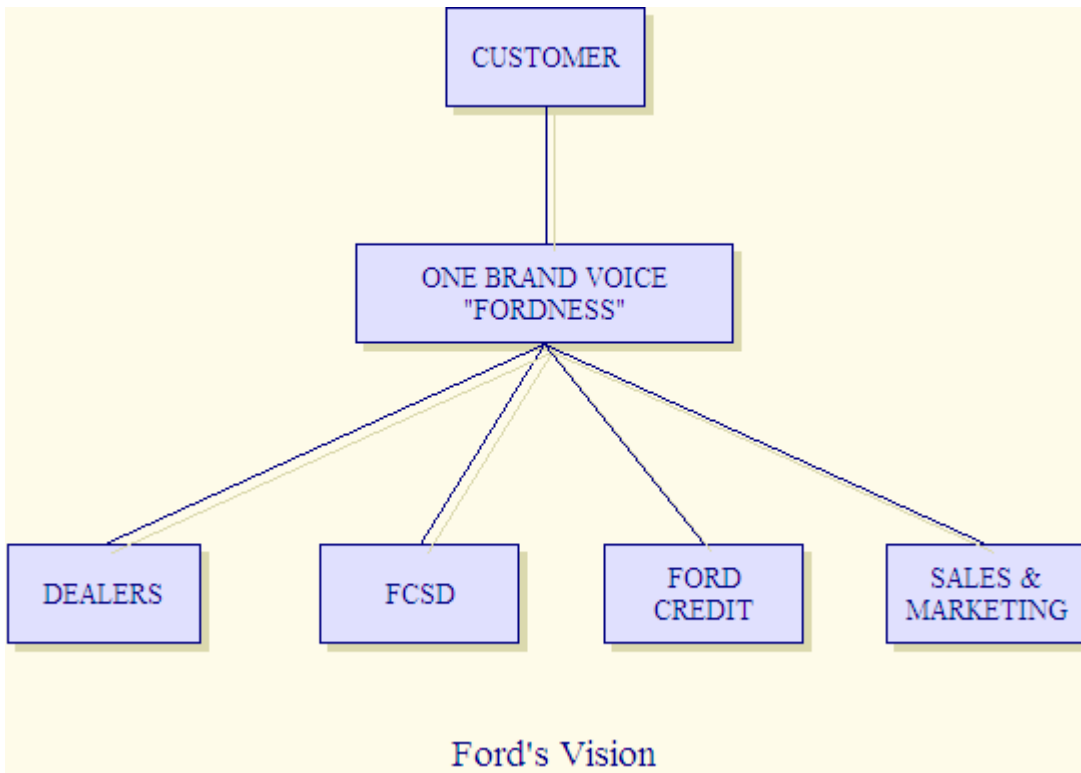 CUSTOMER
ONE BRAND VOICE
"FORDNESS"
DEALERS
FCSD
FORD
CREDIT
SALES &
MARKETING
Ford's Vision